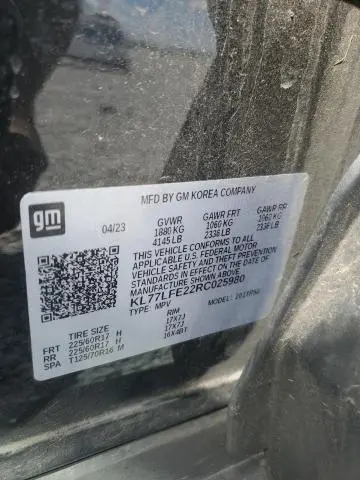 gm
MFD BY GM KOREA COMPANY
04/23 GVWR GAWR FRT GAWR RR
1880 KG 1060 KG 1060 KG
4145 LB 2336 LB 2336 LB
THIS VEHICLE CONFORMS TO ALL
APPLICABLE U.S. FEDERAL MOTOR
VEHICLE SAFETY AND THEFT PREVENTION
STANDARDS IN EFFECT ON THE DATE OF
MANUFACTURE SHOWN ABOVE.
KL77LFE22RC025980
TYPE: MPV MODEL:
TIRE SIZE RIM
FRT 225/60R17 H 17X7J
RR 225/60R17 H 17X7J
SPA T125/70R16 M 16X4BT